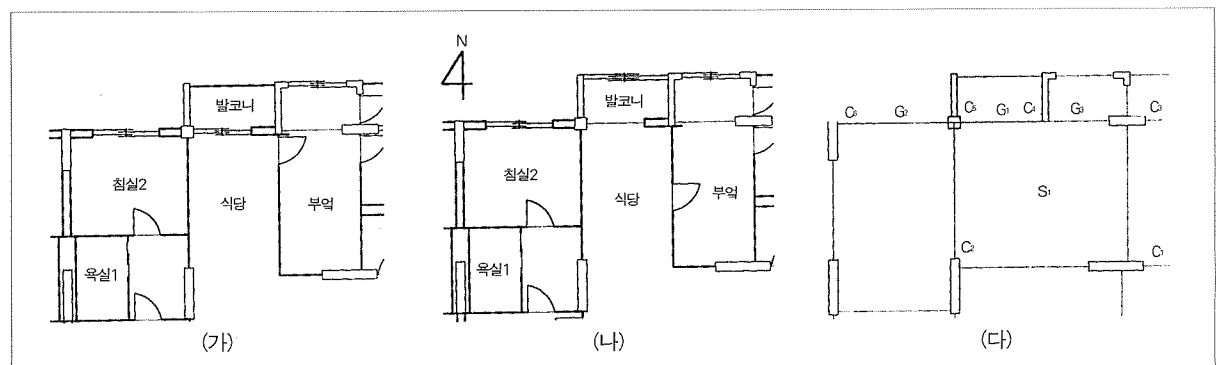 N
발코니
침실2
식당
부엌
욕실1
(가)
발코니
침실2
식당
부엌
욕실1
(나)
C₅ G₂ C₅ G₁ C₄ G₃ C₃
S₁
C₂
C₁
(다)